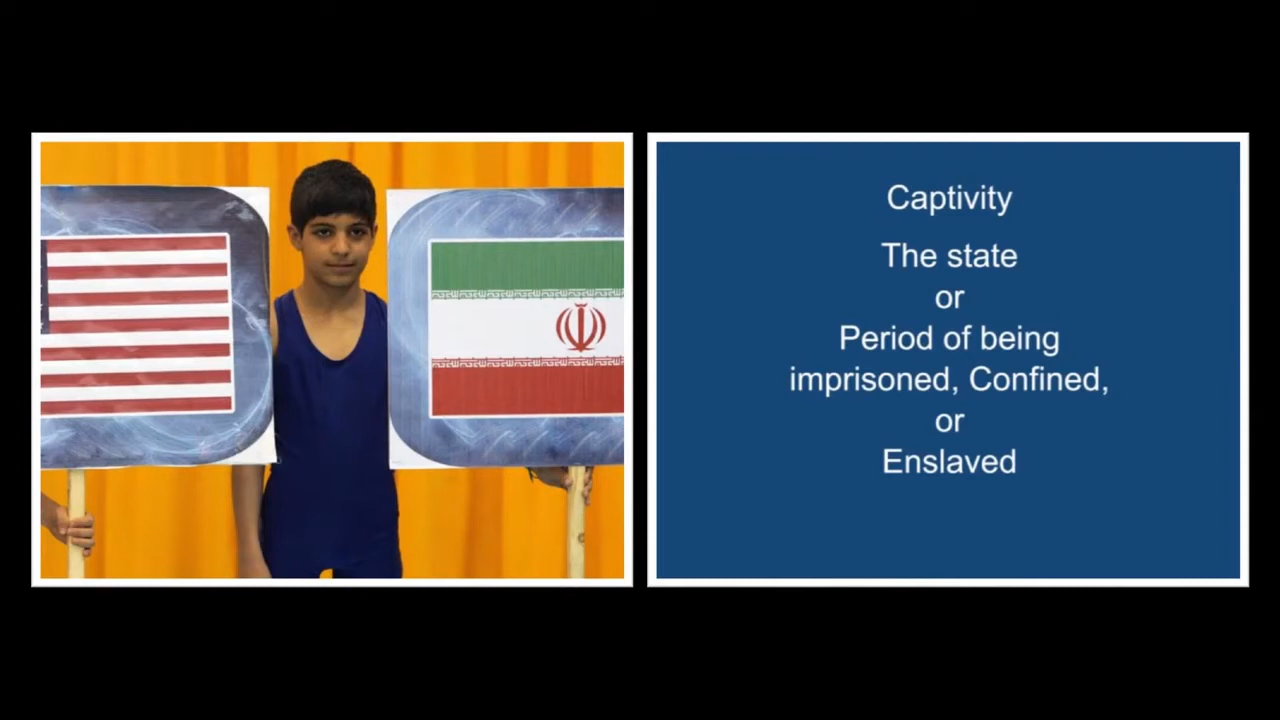 Captivity
The state
or
Period of being
imprisoned, Confined,
or
Enslaved